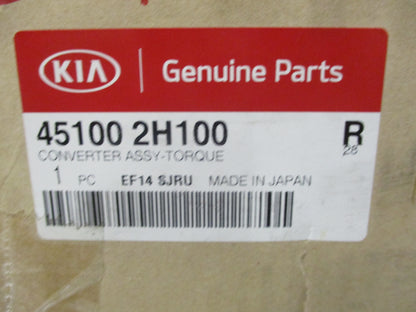 KIA Genuine Parts
45100 2H100 R
CONVERTER ASSY-TORQUE 28
1 PC EF14 SJRU MADE IN JAPAN